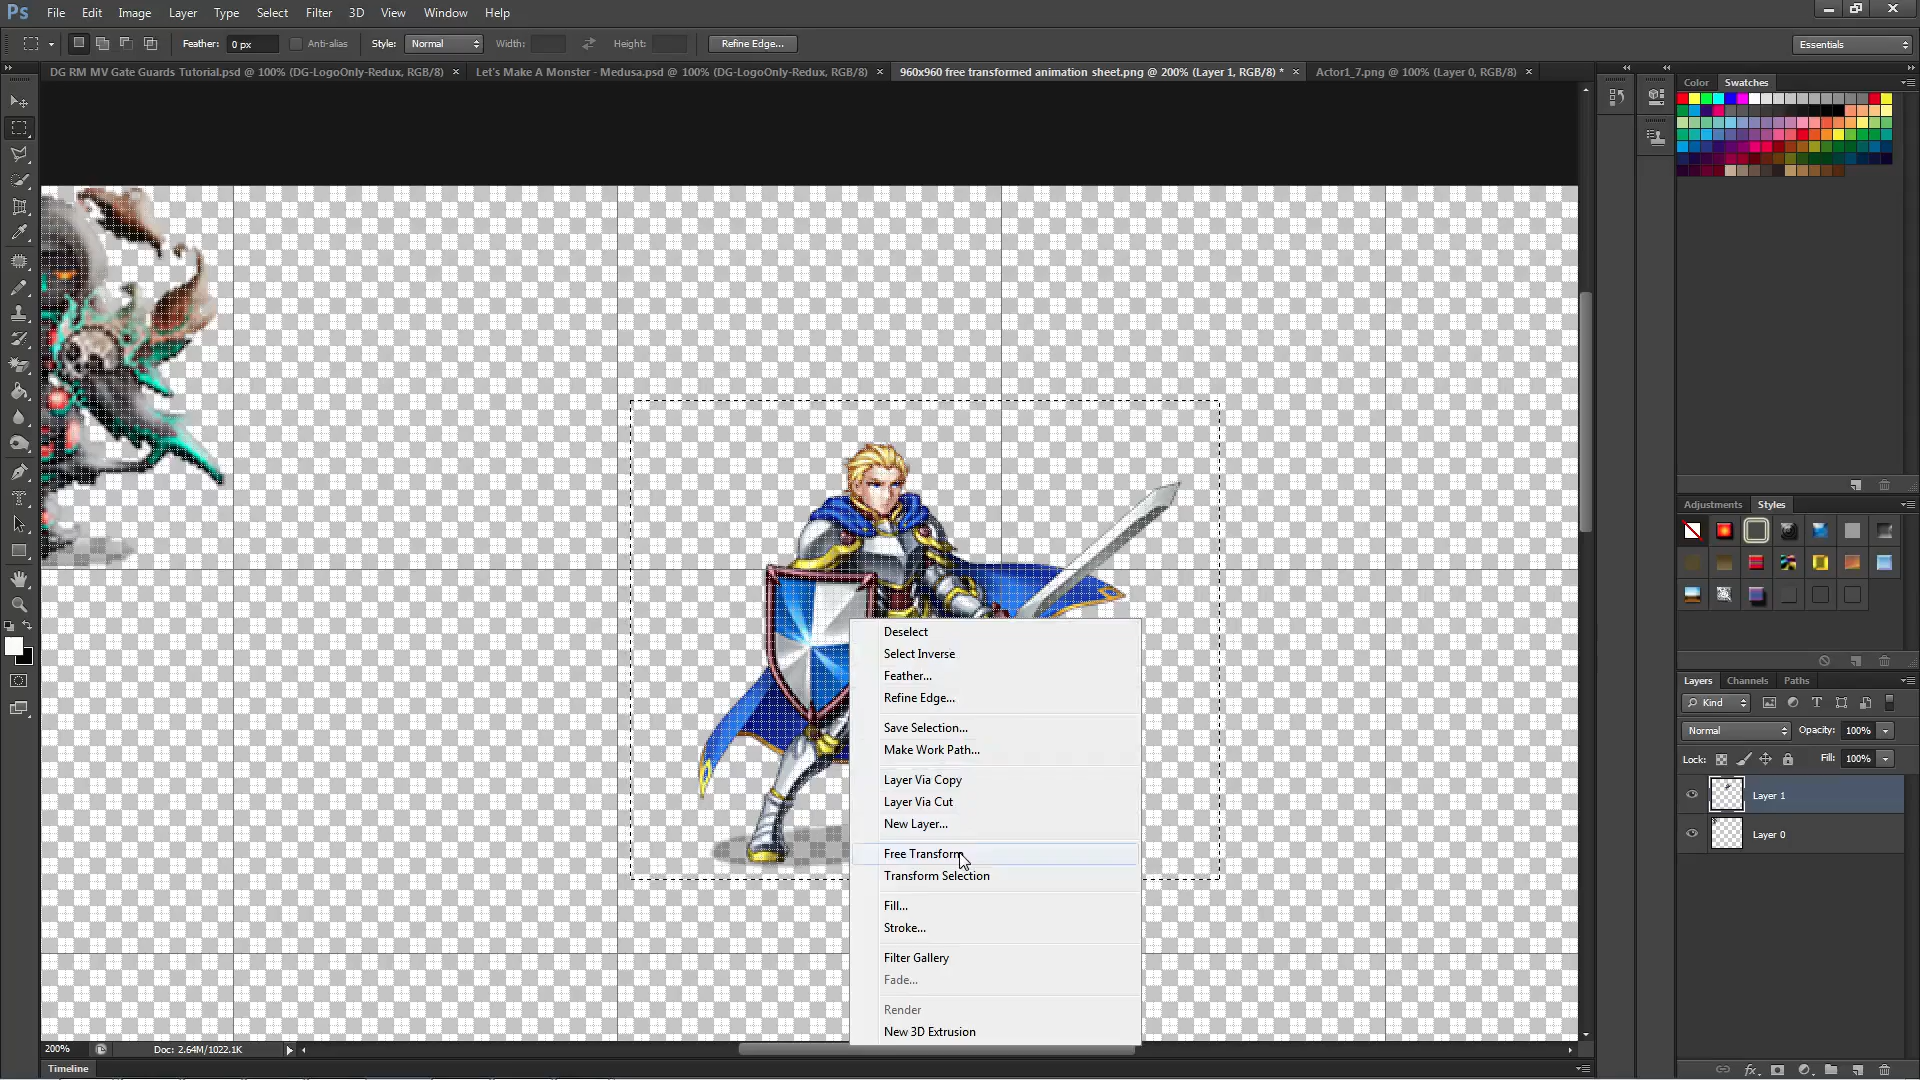 Ps File Edit Image Layer Type Select Filter 3D View Window Help
Feather: 0 px Anti-alias Style: Normal Width: Height: Refine Edge... Essentials
DG RM MV Gate Guards Tutorial.psd @ 100% (DG-LogoOnly-Redux, RGB/8) × Let's Make A Monster - Medusa.psd @ 100% (DG-LogoOnly-Redux, RGB/8) × 960x960 free transformed animation sheet.png @ 200% (Layer 1, RGB/8) * × Actor1_7.png @ 100% (Layer 0, RGB/8) ×
Color Swatches
Adjustments Styles
Deselect
Select Inverse
Feather...
Refine Edge...
Save Selection...
Make Work Path...
Layer Via Copy
Layer Via Cut
New Layer...
Free Transform
Transform Selection
Fill...
Stroke...
Filter Gallery
Fade...
Render
New 3D Extrusion
Layers Channels Paths
Kind
Normal Opacity: 100%
Lock: Fill: 100%
Layer 1
Layer 0
200% Doc: 2.64M/1022.1K
Timeline